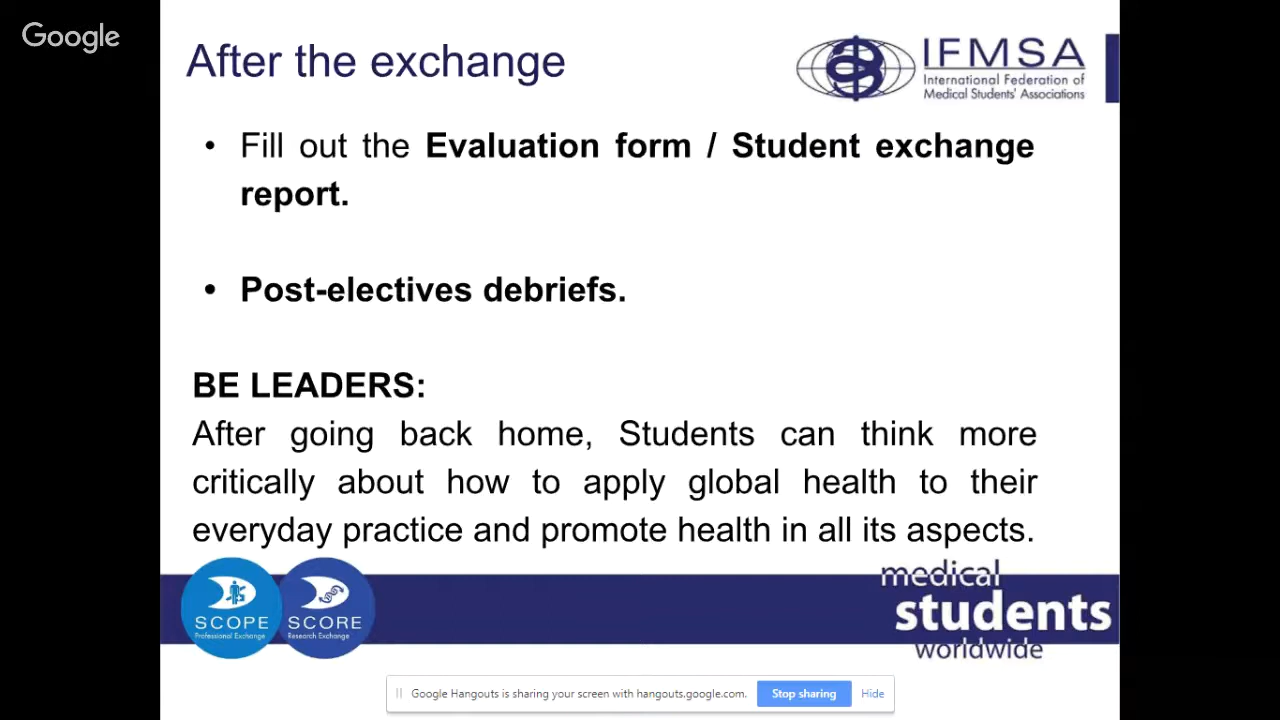 Google
After the exchange
IFMSA
International Federation of
Medical Students' Associations
• Fill out the Evaluation form / Student exchange
report.
• Post-electives debriefs.
BE LEADERS:
After going back home, Students can think more
critically about how to apply global health to their
everyday practice and promote health in all its aspects.
SCOPE
Professional Exchange
SCORE
Research Exchange
medical
students
worldwide
Google Hangouts is sharing your screen with hangouts.google.com.
Stop sharing
Hide